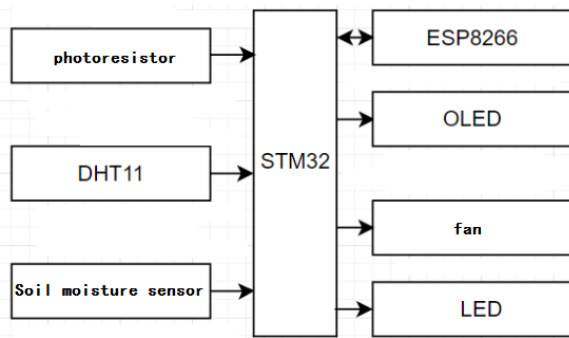 photoresistor
DHT11
Soil moisture sensor
STM32
ESP8266
OLED
fan
LED